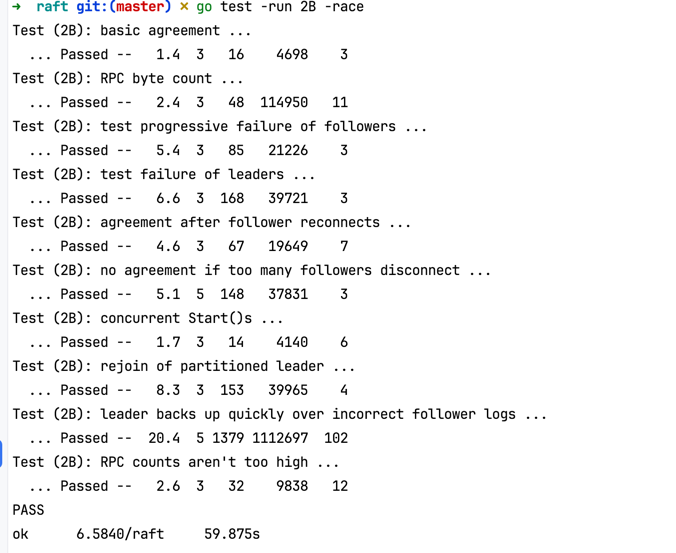 → raft git:(master) × go test -run 2B -race
Test (2B): basic agreement ...
  ... Passed --   1.4  3   16    4698    3
Test (2B): RPC byte count ...
  ... Passed --   2.4  3   48  114950   11
Test (2B): test progressive failure of followers ...
  ... Passed --   5.4  3   85   21226    3
Test (2B): test failure of leaders ...
  ... Passed --   6.6  3  168   39721    3
Test (2B): agreement after follower reconnects ...
  ... Passed --   4.6  3   67   19649    7
Test (2B): no agreement if too many followers disconnect ...
  ... Passed --   5.1  5  148   37831    3
Test (2B): concurrent Start()s ...
  ... Passed --   1.7  3   14    4140    6
Test (2B): rejoin of partitioned leader ...
  ... Passed --   8.3  3  153   39965    4
Test (2B): leader backs up quickly over incorrect follower logs ...
  ... Passed --  20.4  5 1379 1112697  102
Test (2B): RPC counts aren't too high ...
  ... Passed --   2.6  3   32    9838   12
PASS
ok      6.5840/raft     59.875s